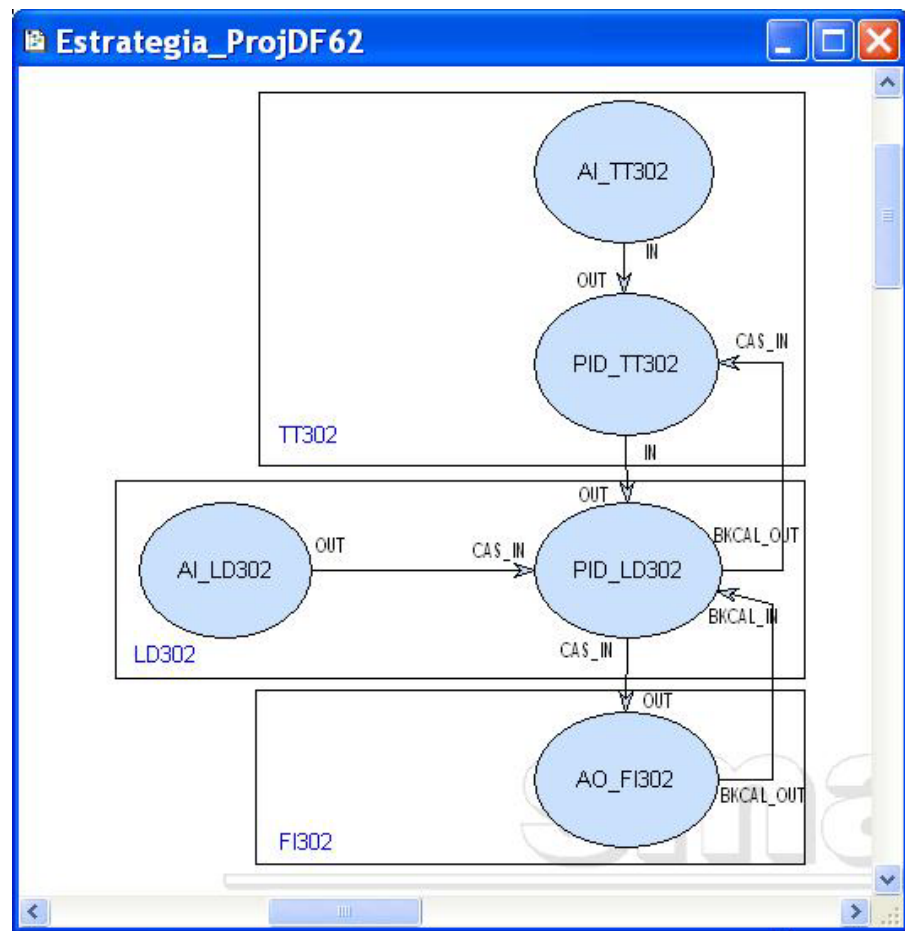 Estrategia_ProjDF62
AI_TT302
IN
OUT
PID_TT302
CAS_IN
TT302
IN
OUT
AI_LD302
OUT
CAS_IN
PID_LD302
BKCAL_OUT
BKCAL_IN
LD302
CAS_IN
OUT
AO_FI302
BKCAL_OUT
FI302
sma